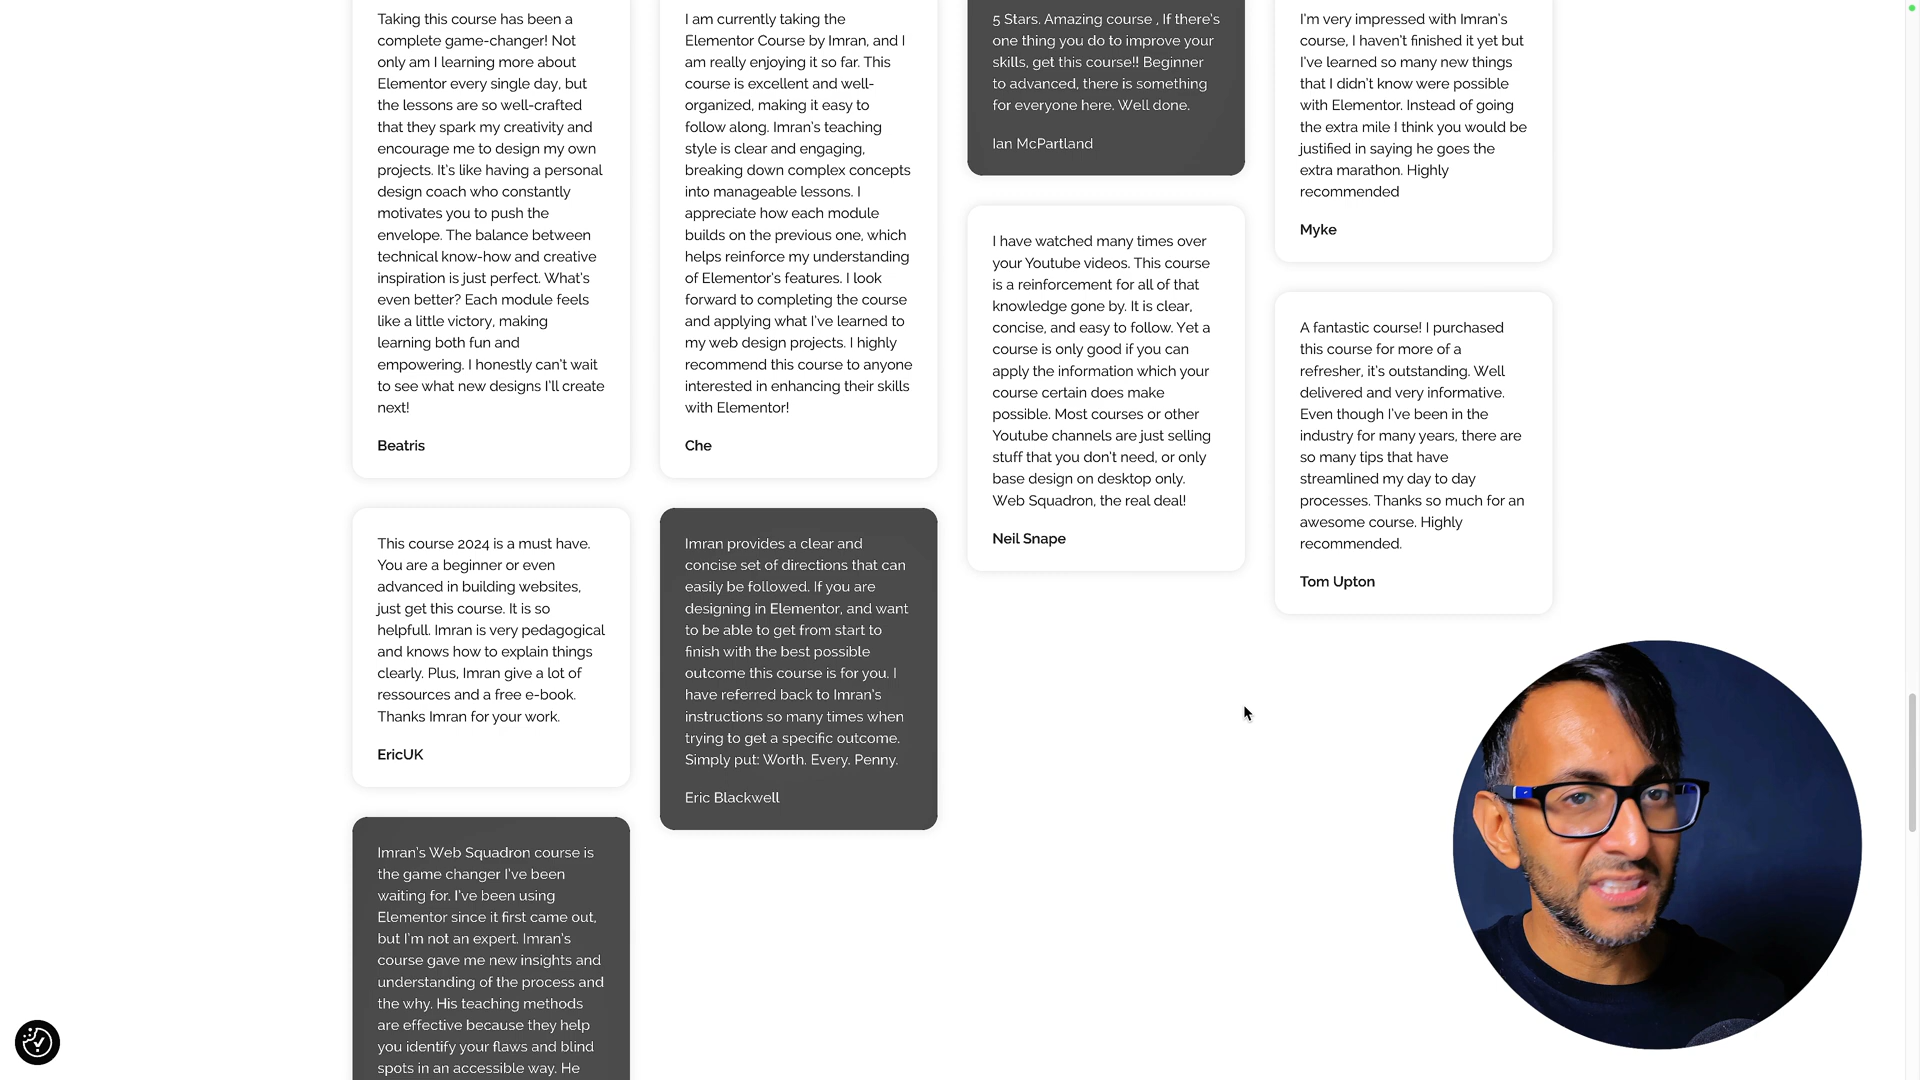 Taking this course has been a
complete game-changer! Not
only am I learning more about
Elementor every single day, but
the lessons are so well-crafted
that they spark my creativity and
encourage me to design my own
projects. It's like having a personal
design coach who constantly
motivates you to push the
envelope. The balance between
technical know-how and creative
inspiration is just perfect. What's
even better? Each module feels
like a little victory, making
learning both fun and
empowering. I honestly can't wait
to see what new designs I'll create
next!
Beatris
This course 2024 is a must have.
You are a beginner or even
advanced in building websites,
just get this course. It is so
helpfull. Imran is very pedagogical
and knows how to explain things
clearly. Plus, Imran give a lot of
ressources and a free e-book.
Thanks Imran for your work.
EricUK
Imran's Web Squadron course is
the game changer I've been
waiting for. I've been using
Elementor since it first came out,
but I'm not an expert. Imran's
course gave me new insights and
understanding of the process and
the why. His teaching methods
are effective because they help
you identify your flaws and blind
spots in an accessible way. He
I am currently taking the
Elementor Course by Imran, and I
am really enjoying it so far. This
course is excellent and well-
organized, making it easy to
follow along. Imran's teaching
style is clear and engaging,
breaking down complex concepts
into manageable lessons. I
appreciate how each module
builds on the previous one, which
helps reinforce my understanding
of Elementor's features. I look
forward to completing the course
and applying what I've learned to
my web design projects. I highly
recommend this course to anyone
interested in enhancing their skills
with Elementor!
Che
Imran provides a clear and
concise set of directions that can
easily be followed. If you are
designing in Elementor, and want
to be able to get from start to
finish with the best possible
outcome this course is for you. I
have referred back to Imran's
instructions so many times when
trying to get a specific outcome.
Simply put: Worth. Every. Penny.
Eric Blackwell
5 Stars. Amazing course , If there's
one thing you do to improve your
skills, get this course!! Beginner
to advanced, there is something
for everyone here. Well done.
Ian McPartland
I have watched many times over
your Youtube videos. This course
is a reinforcement for all of that
knowledge gone by. It is clear,
concise, and easy to follow. Yet a
course is only good if you can
apply the information which your
course certain does make
possible. Most courses or other
Youtube channels are just selling
stuff that you don't need, or only
base design on desktop only.
Web Squadron, the real deal!
Neil Snape
I'm very impressed with Imran's
course, I haven't finished it yet but
I've learned so many new things
that I didn't know were possible
with Elementor. Instead of going
the extra mile I think you would be
justified in saying he goes the
extra marathon. Highly
recommended
Myke
A fantastic course! I purchased
this course for more of a
refresher, it's outstanding. Well
delivered and very informative.
Even though I've been in the
industry for many years, there are
so many tips that have
streamlined my day to day
processes. Thanks so much for an
awesome course. Highly
recommended.
Tom Upton